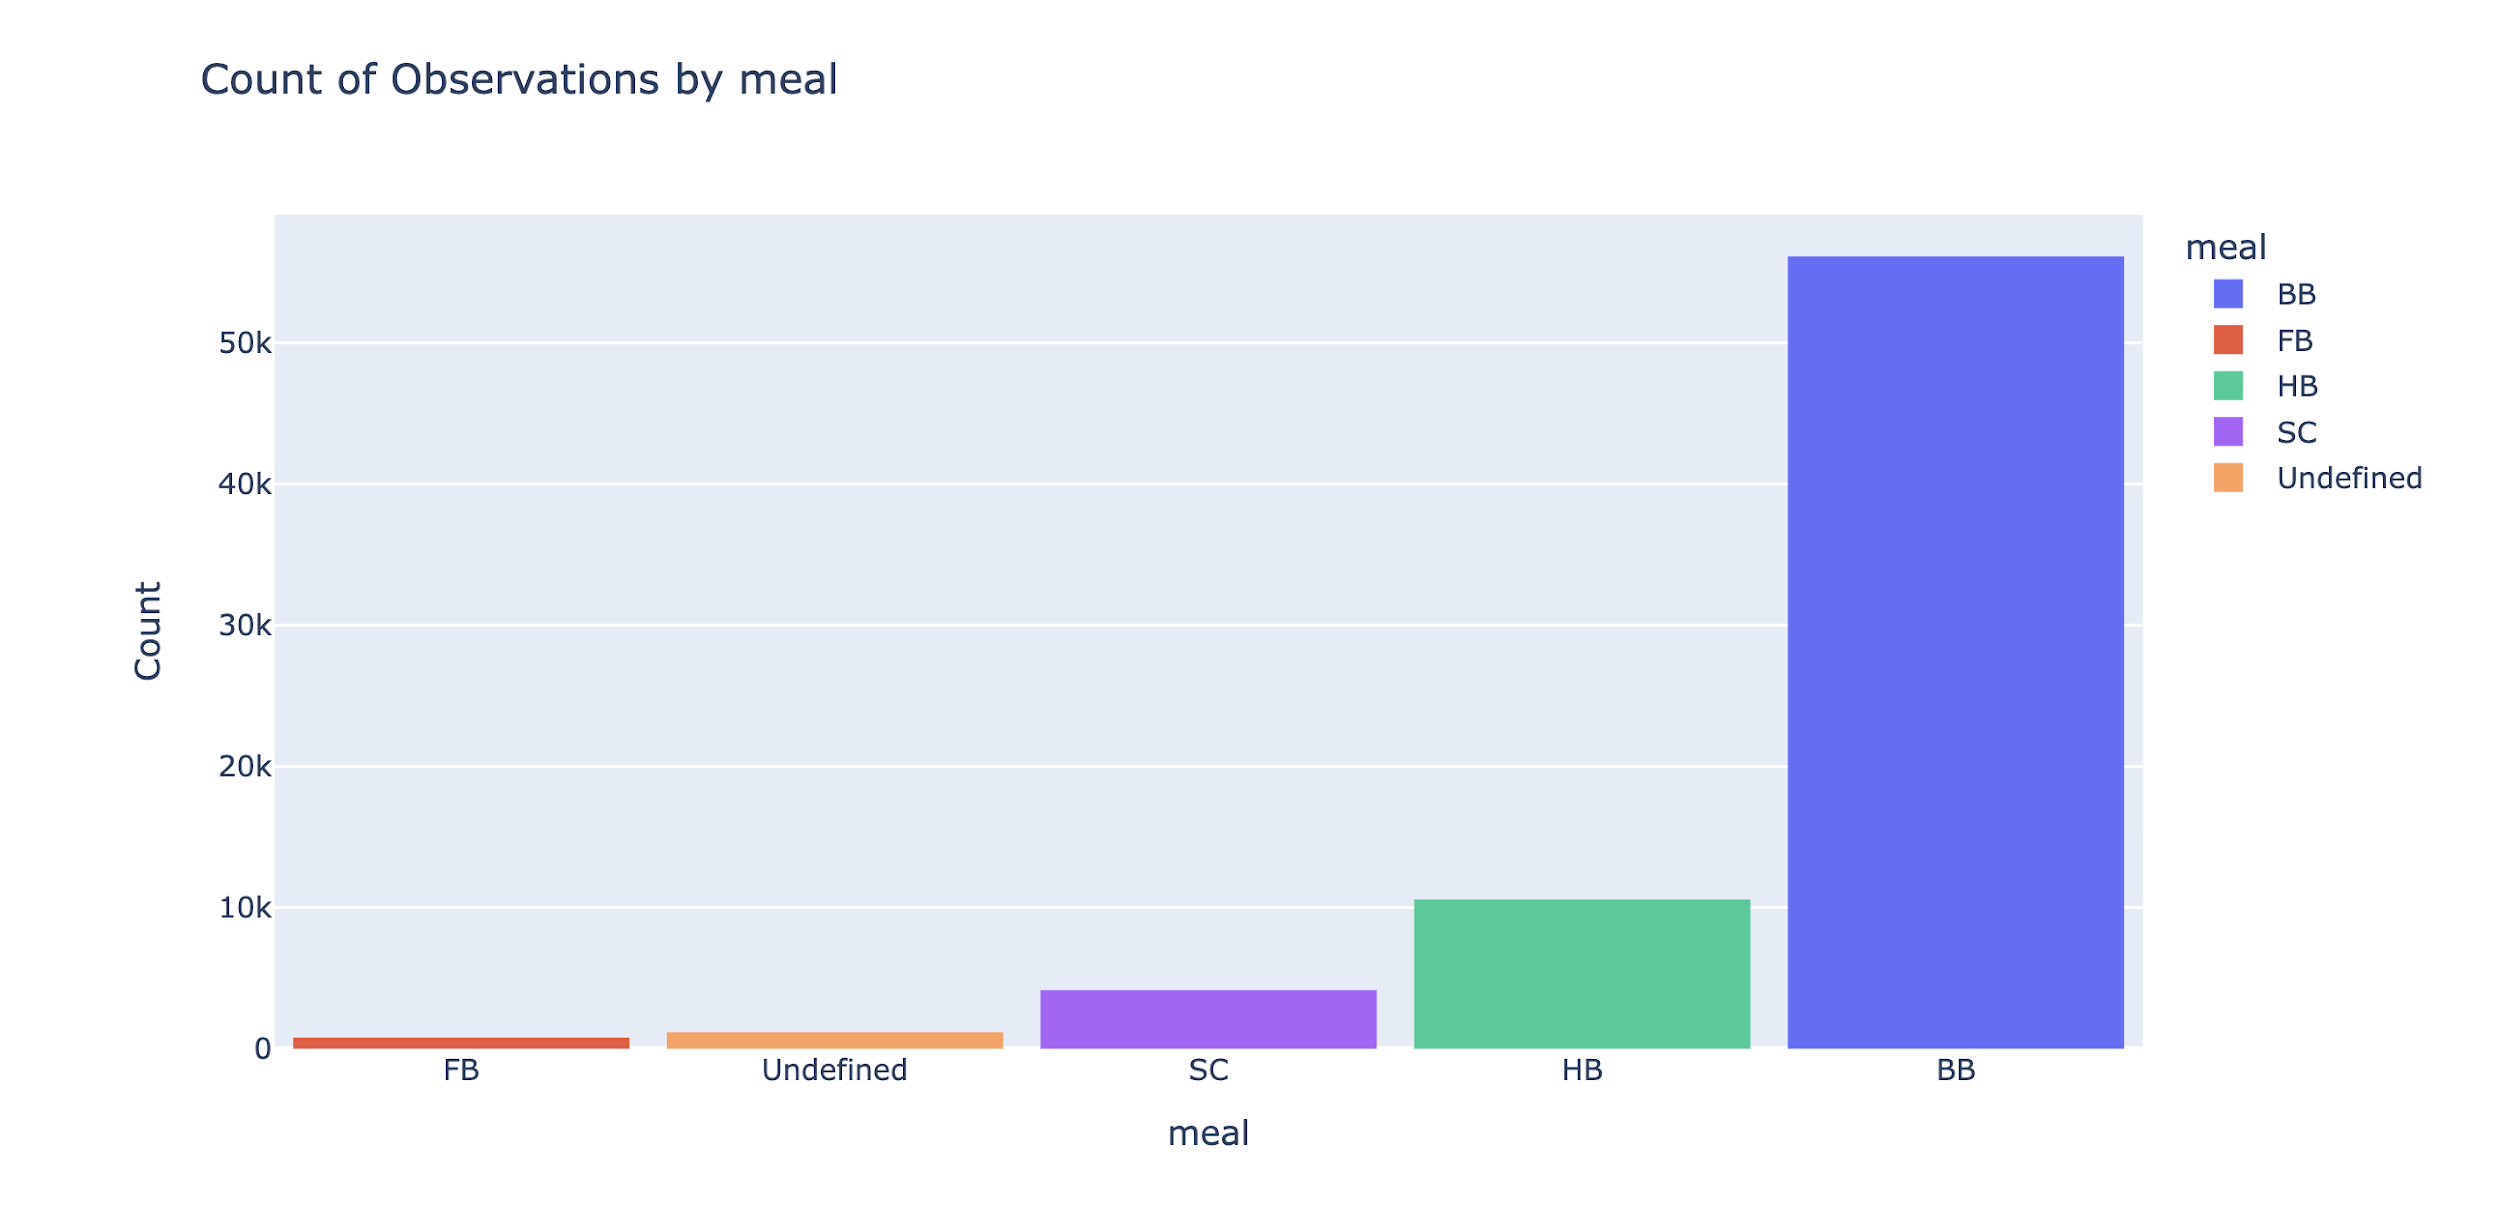 Count of Observations by meal
meal
BB
FB
HB
SC
Undefined
Count
50k
40k
30k
20k
10k
0
FB
Undefined
SC
HB
BB
meal